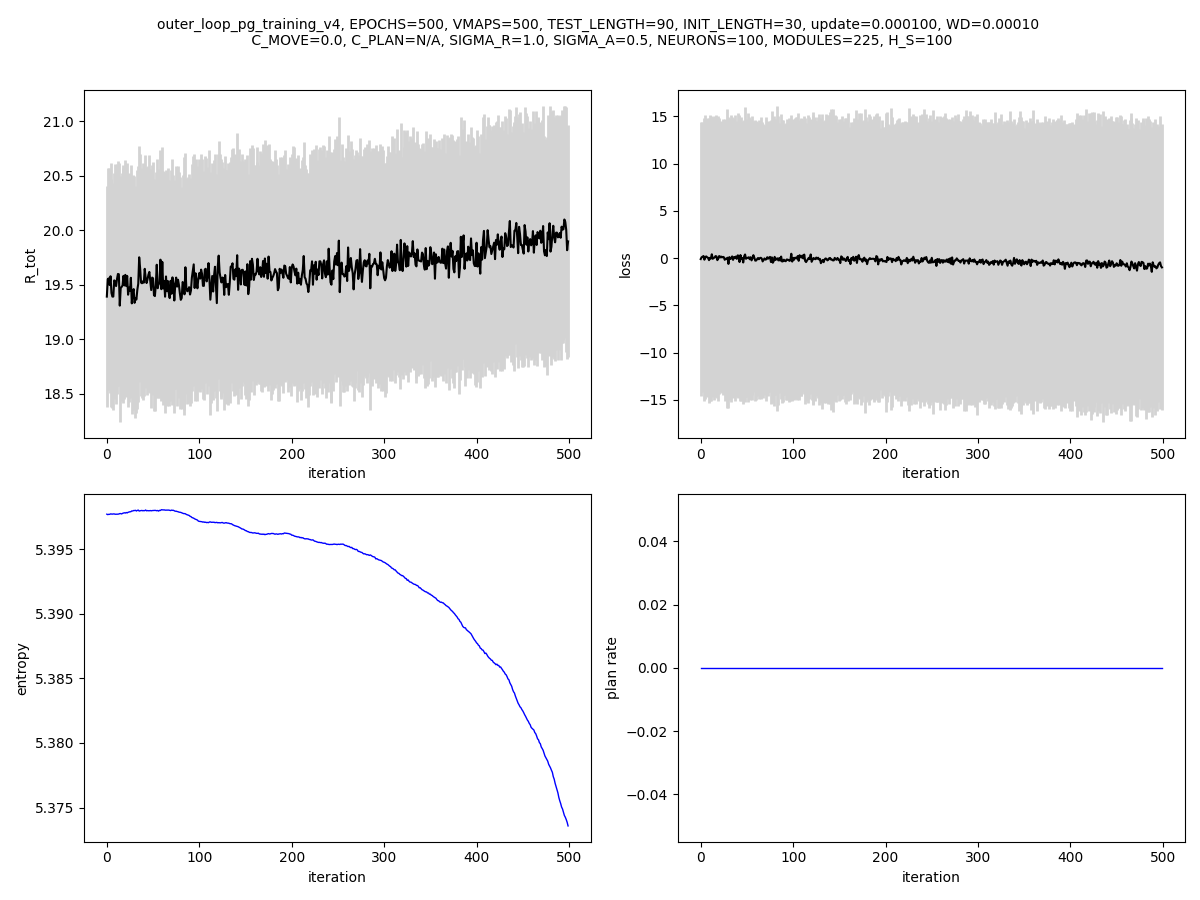 outer_loop_pg_training_v4, EPOCHS=500, VMAPS=500, TEST_LENGTH=90, INIT_LENGTH=30, update=0.000100, WD=0.00010
C_MOVE=0.0, C_PLAN=N/A, SIGMA_R=1.0, SIGMA_A=0.5, NEURONS=100, MODULES=225, H_S=100
21.0
20.5
20.0
19.5
19.0
18.5
R_tot
0 100 200 300 400 500
iteration
15
10
5
0
−5
−10
−15
loss
0 100 200 300 400 500
iteration
5.395
5.390
5.385
5.380
5.375
entropy
0 100 200 300 400 500
iteration
0.04
0.02
0.00
−0.02
−0.04
plan rate
0 100 200 300 400 500
iteration